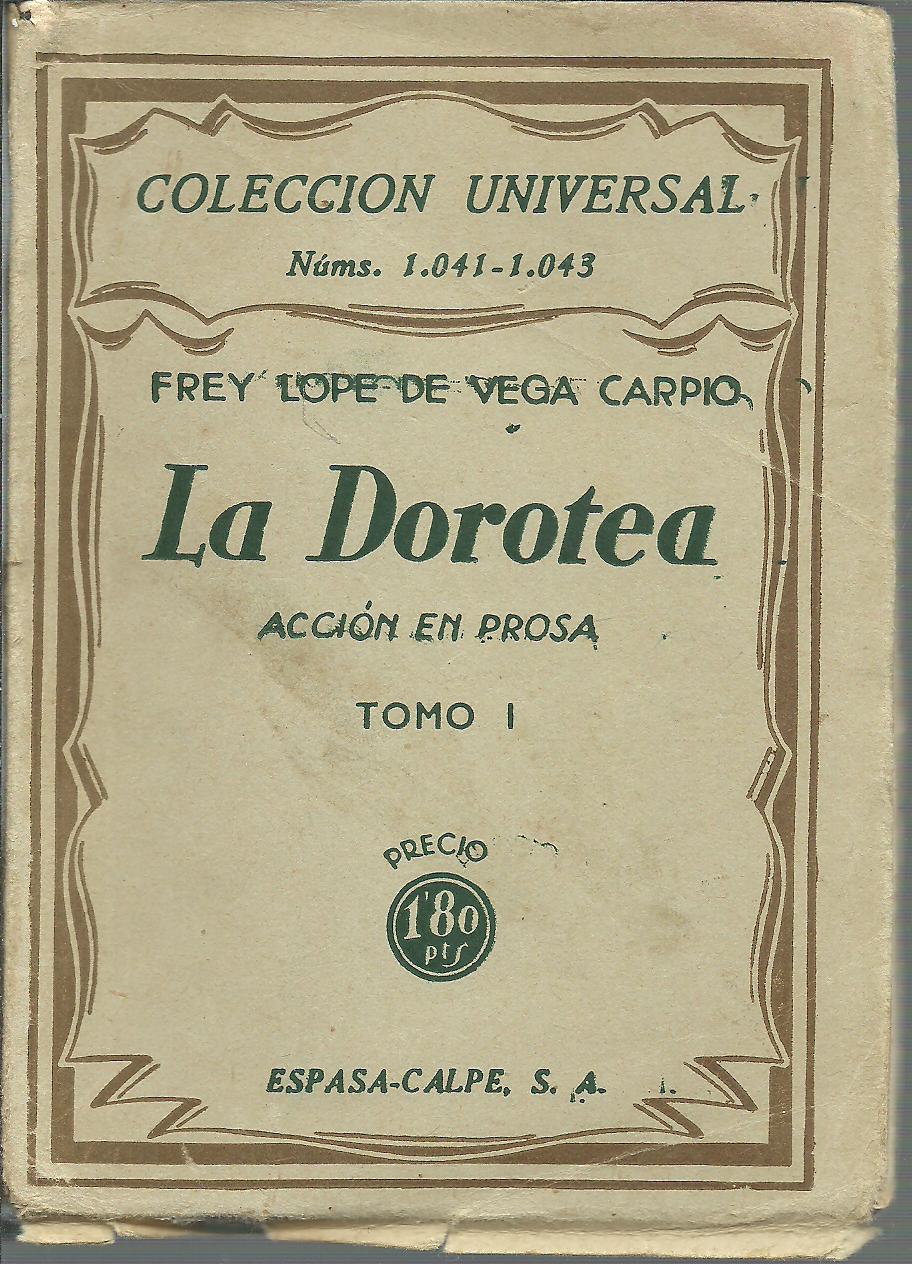 COLECCION UNIVERSAL
Núms. 1.041-1.043
FREY LOPE DE VEGA CARPIO
La Dorotea
ACCIÓN EN PROSA
TOMO I
PRECIO
1'80
pts
ESPASA-CALPE, S. A.